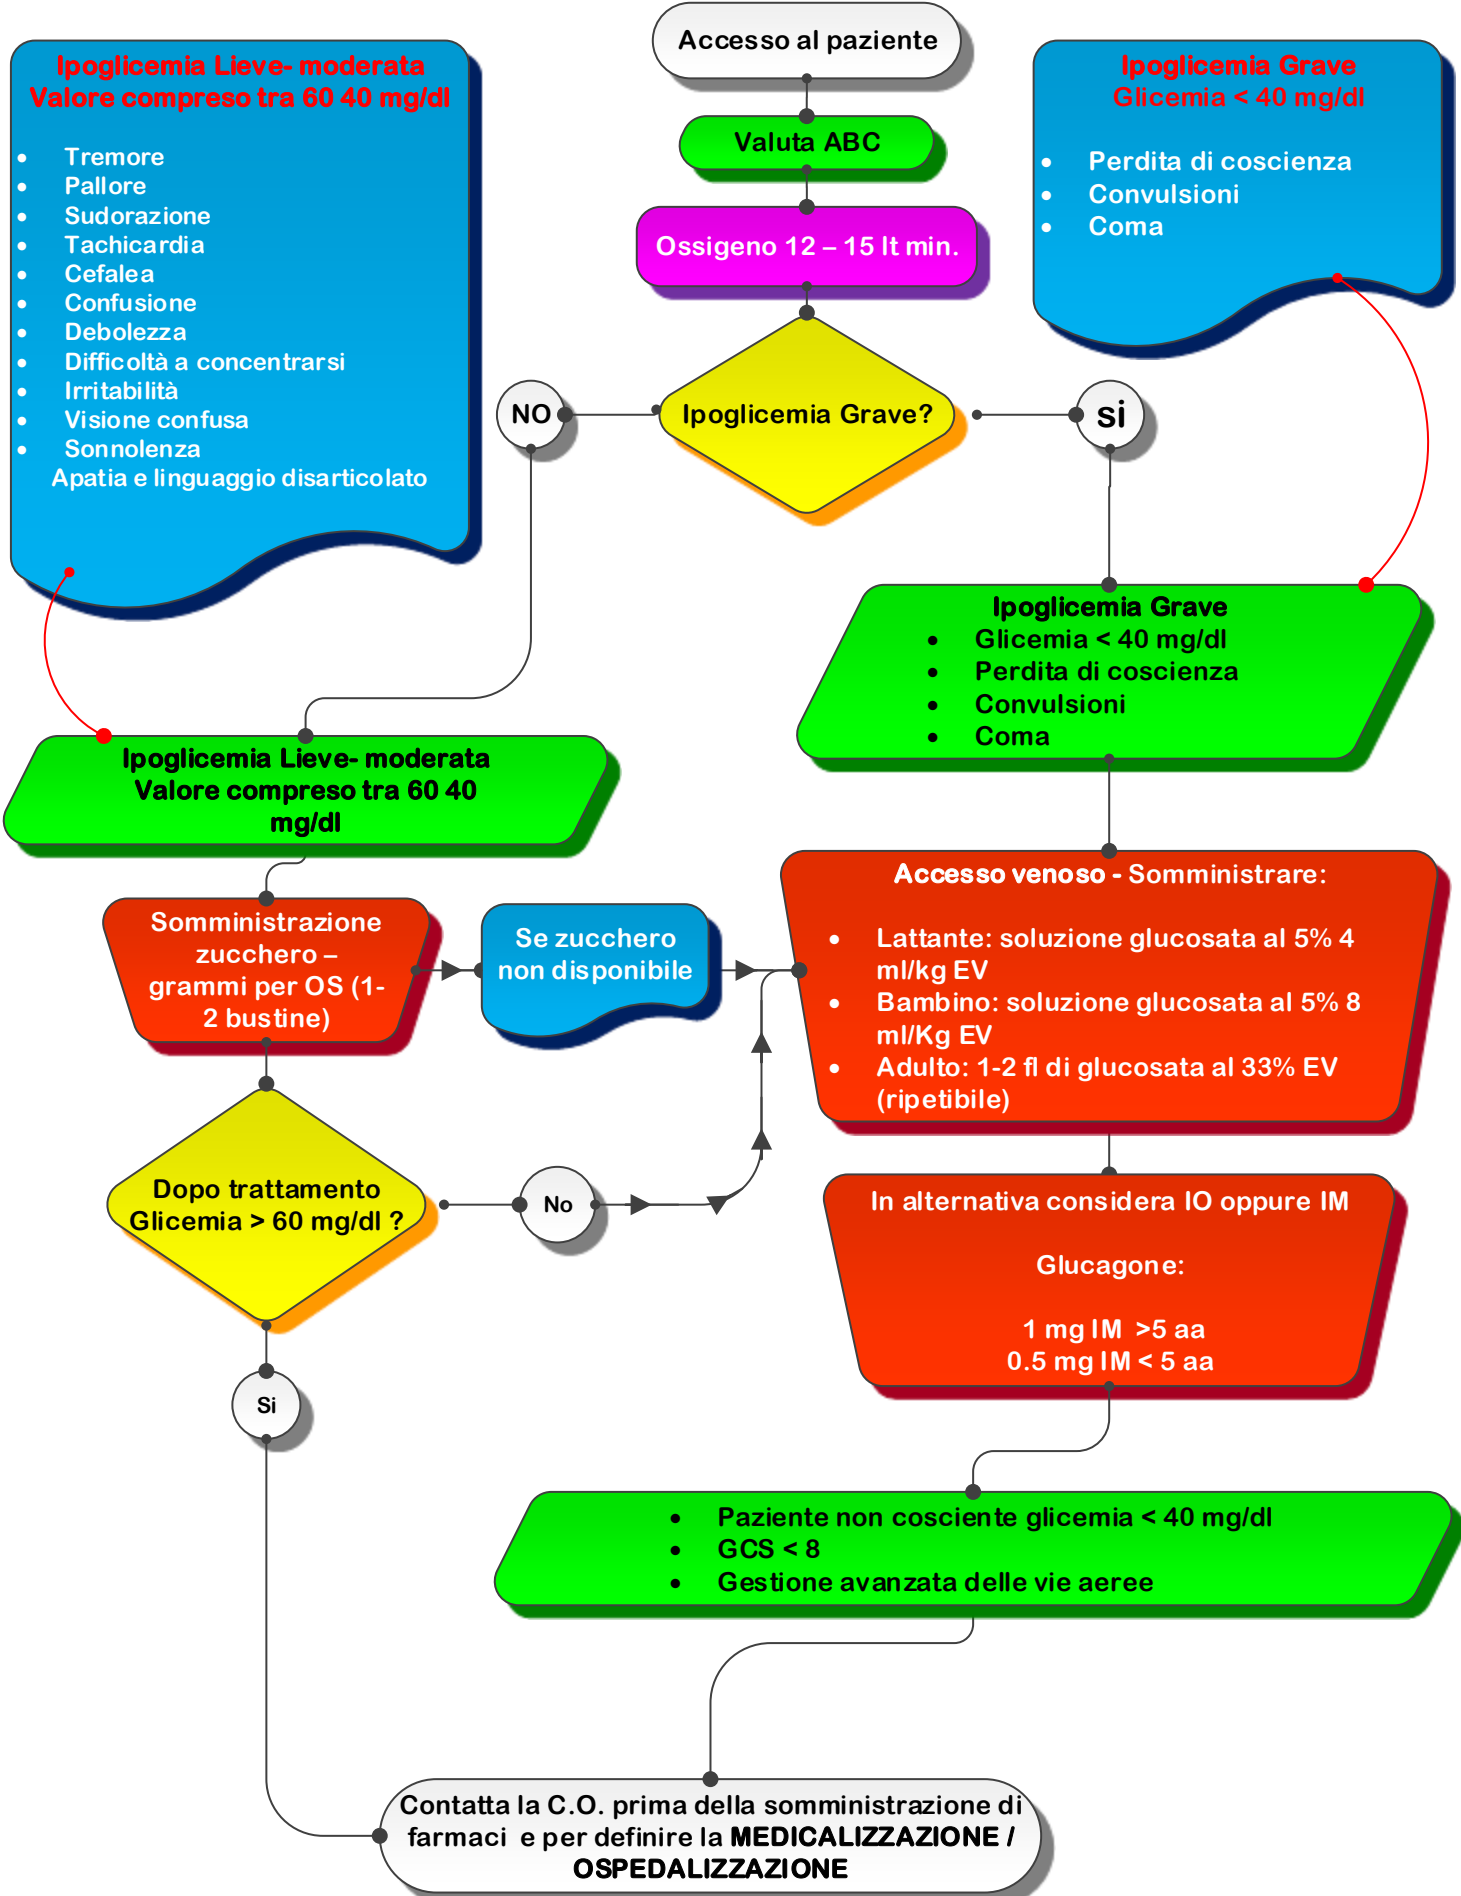 Accesso al paziente
Ipoglicemia Lieve- moderata
Valore compreso tra 60 40 mg/dl
• Tremore
• Pallore
• Sudorazione
• Tachicardia
• Cefalea
• Confusione
• Debolezza
• Difficoltà a concentrarsi
• Irritabilità
• Visione confusa
• Sonnolenza
Apatia e linguaggio disarticolato
Valuta ABC
Ossigeno 12 – 15 lt min.
Ipoglicemia Grave
Glicemia < 40 mg/dl
• Perdita di coscienza
• Convulsioni
• Coma
NO
Ipoglicemia Grave?
si
Ipoglicemia Grave
• Glicemia < 40 mg/dl
• Perdita di coscienza
• Convulsioni
• Coma
Ipoglicemia Lieve- moderata
Valore compreso tra 60 40
mg/dl
Somministrazione
zucchero –
grammi per OS (1-
2 bustine)
Se zucchero
non disponibile
Accesso venoso - Somministrare:
• Lattante: soluzione glucosata al 5% 4
ml/kg EV
• Bambino: soluzione glucosata al 5% 8
ml/Kg EV
• Adulto: 1-2 fl di glucosata al 33% EV
(ripetibile)
Dopo trattamento
Glicemia > 60 mg/dl ?
No
In alternativa considera IO oppure IM
Glucagone:
1 mg IM >5 aa
0.5 mg IM < 5 aa
Si
• Paziente non cosciente glicemia < 40 mg/dl
• GCS < 8
• Gestione avanzata delle vie aeree
Contatta la C.O. prima della somministrazione di
farmaci e per definire la MEDICALIZZAZIONE /
OSPEDALIZZAZIONE